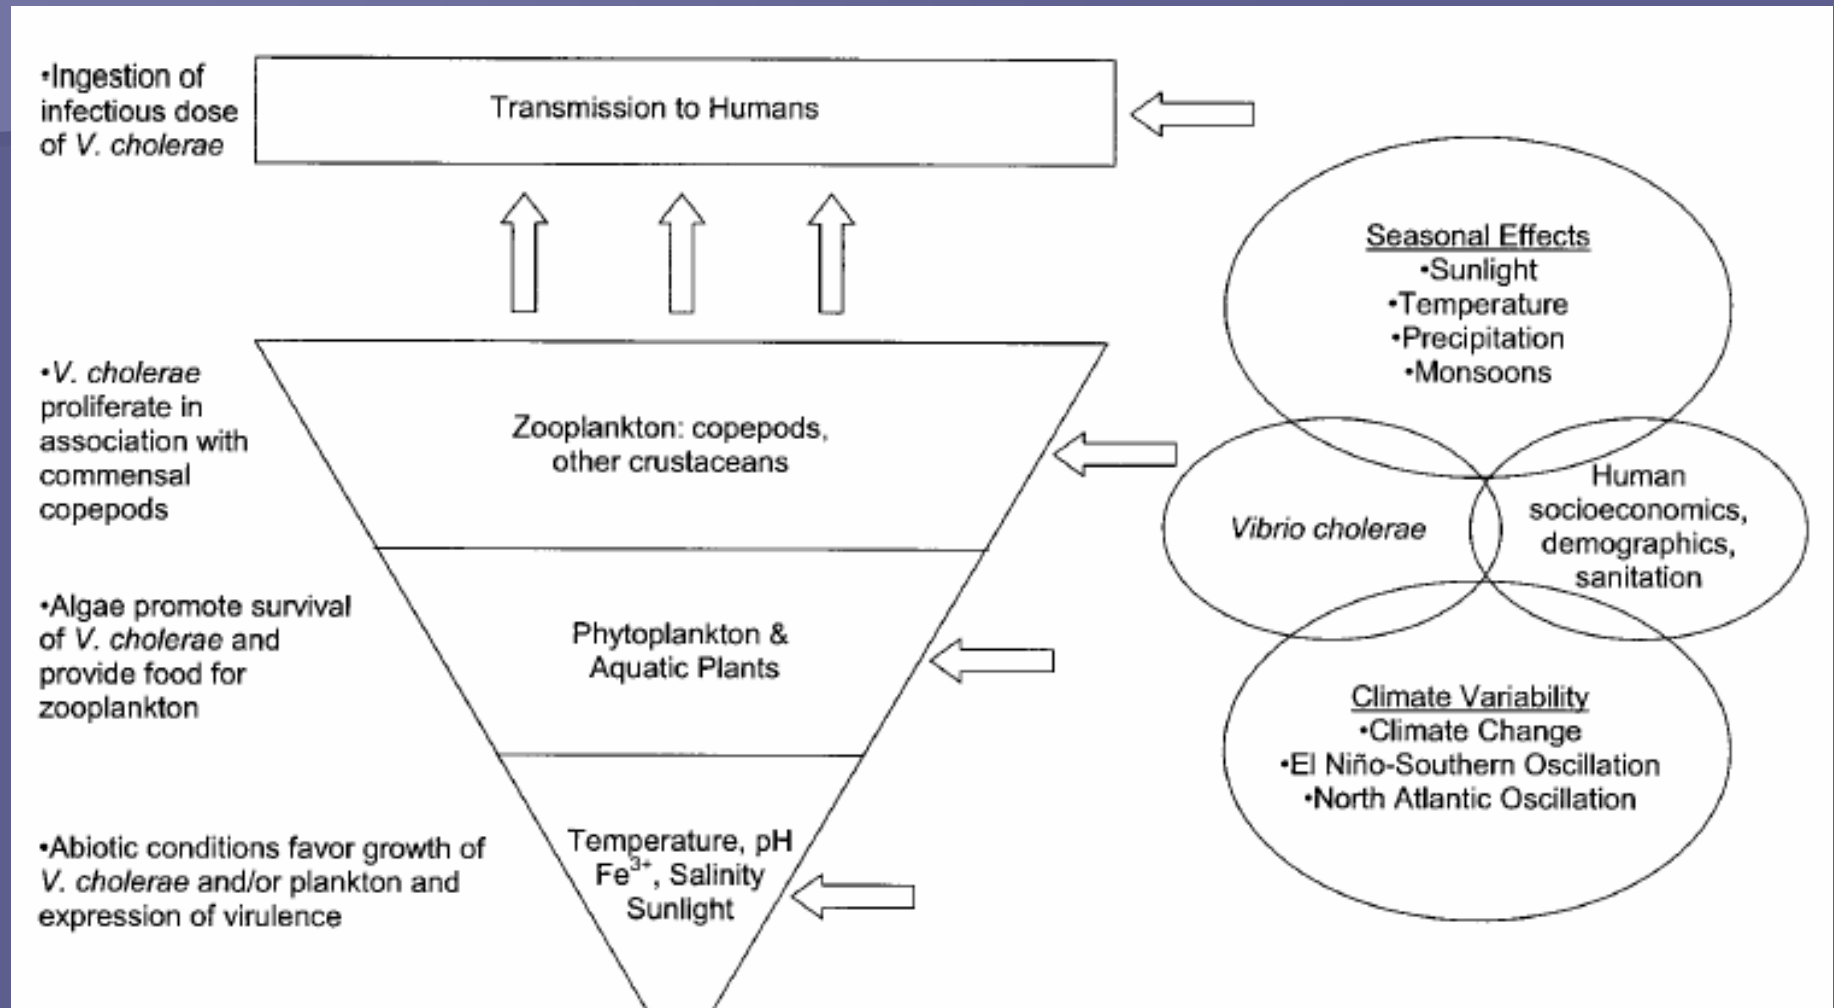 •Ingestion of
infectious dose
of V. cholerae
Transmission to Humans
•V. cholerae
proliferate in
association with
commensal
copepods
Zooplankton: copepods,
other crustaceans
•Algae promote survival
of V. cholerae and
provide food for
zooplankton
Phytoplankton &
Aquatic Plants
•Abiotic conditions favor growth of
V. cholerae and/or plankton and
expression of virulence
Temperature, pH
Fe³⁺, Salinity
Sunlight
Seasonal Effects
•Sunlight
•Temperature
•Precipitation
•Monsoons
Vibrio cholerae
Human
socioeconomics,
demographics,
sanitation
Climate Variability
•Climate Change
•El Niño-Southern Oscillation
•North Atlantic Oscillation